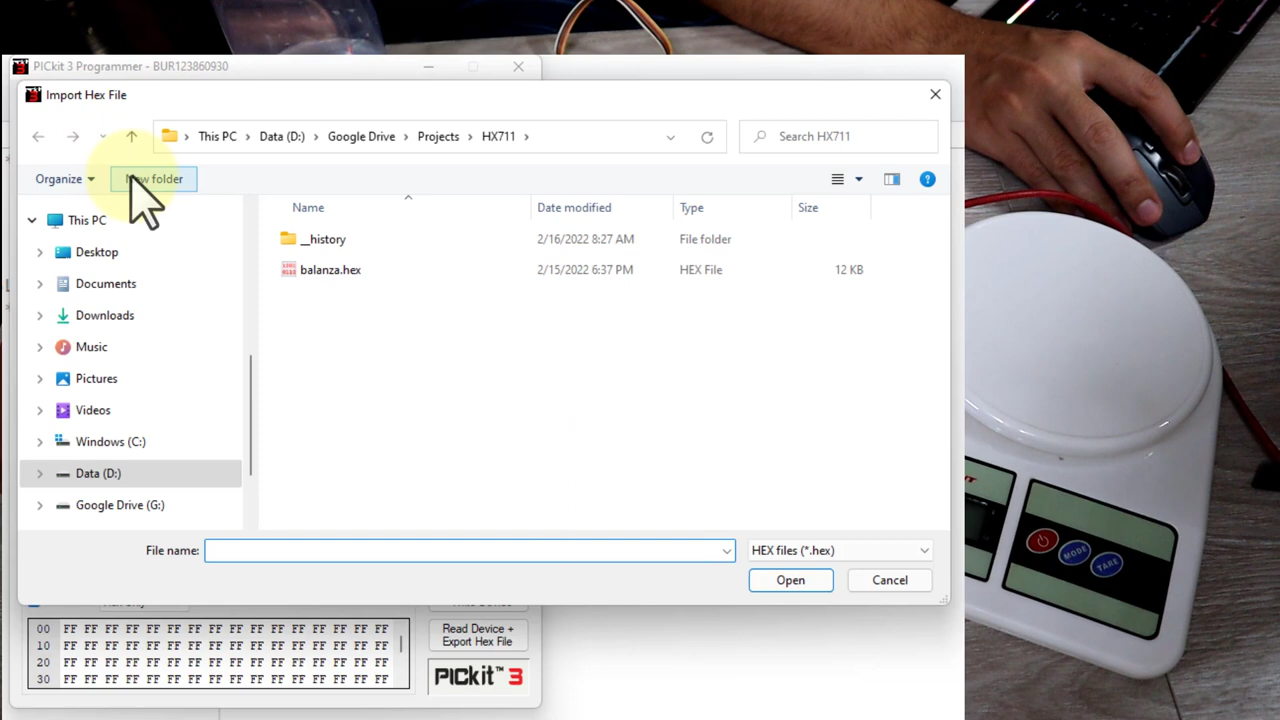 PICkit 3 Programmer - BUR123860930
Import Hex File
This PC > Data (D:) > Google Drive > Projects > HX711 >
Search HX711
Organize
New folder
Name
Date modified
Type
Size
This PC
Desktop
Documents
Downloads
Music
Pictures
Videos
Windows (C:)
Data (D:)
Google Drive (G:)
__history 2/16/2022 8:27 AM File folder
balanza.hex 2/15/2022 6:37 PM HEX File 12 KB
File name:
HEX files (*.hex)
Open
Cancel
00 FF FF FF FF FF FF FF FF FF FF FF FF FF FF FF FF
10 FF FF FF FF FF FF FF FF FF FF FF FF FF FF FF FF
20 FF FF FF FF FF FF FF FF FF FF FF FF FF FF FF FF
30 FF FF FF FF FF FF FF FF FF FF FF FF FF FF FF FF
Read Device +
Export Hex File
PICkit™ 3
MODE
TARE